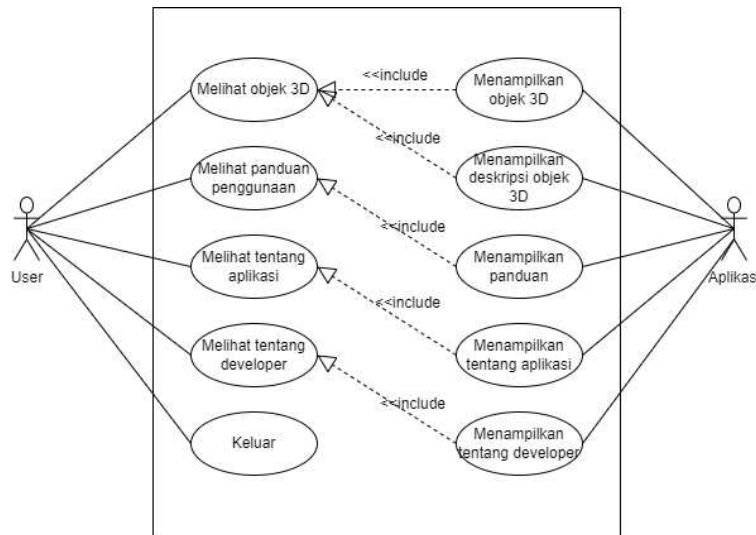 Melihat objek 3D
<<include
Menampilkan
objek 3D
<<include
Melihat panduan
penggunaan
Menampilkan
deskripsi objek
3D
User
Aplikas
<<include
Melihat tentang
aplikasi
Menampilkan
panduan
<<include
Melihat tentang
developer
Menampilkan
tentang aplikasi
<<include
Keluar
Menampilkan
tentang developer